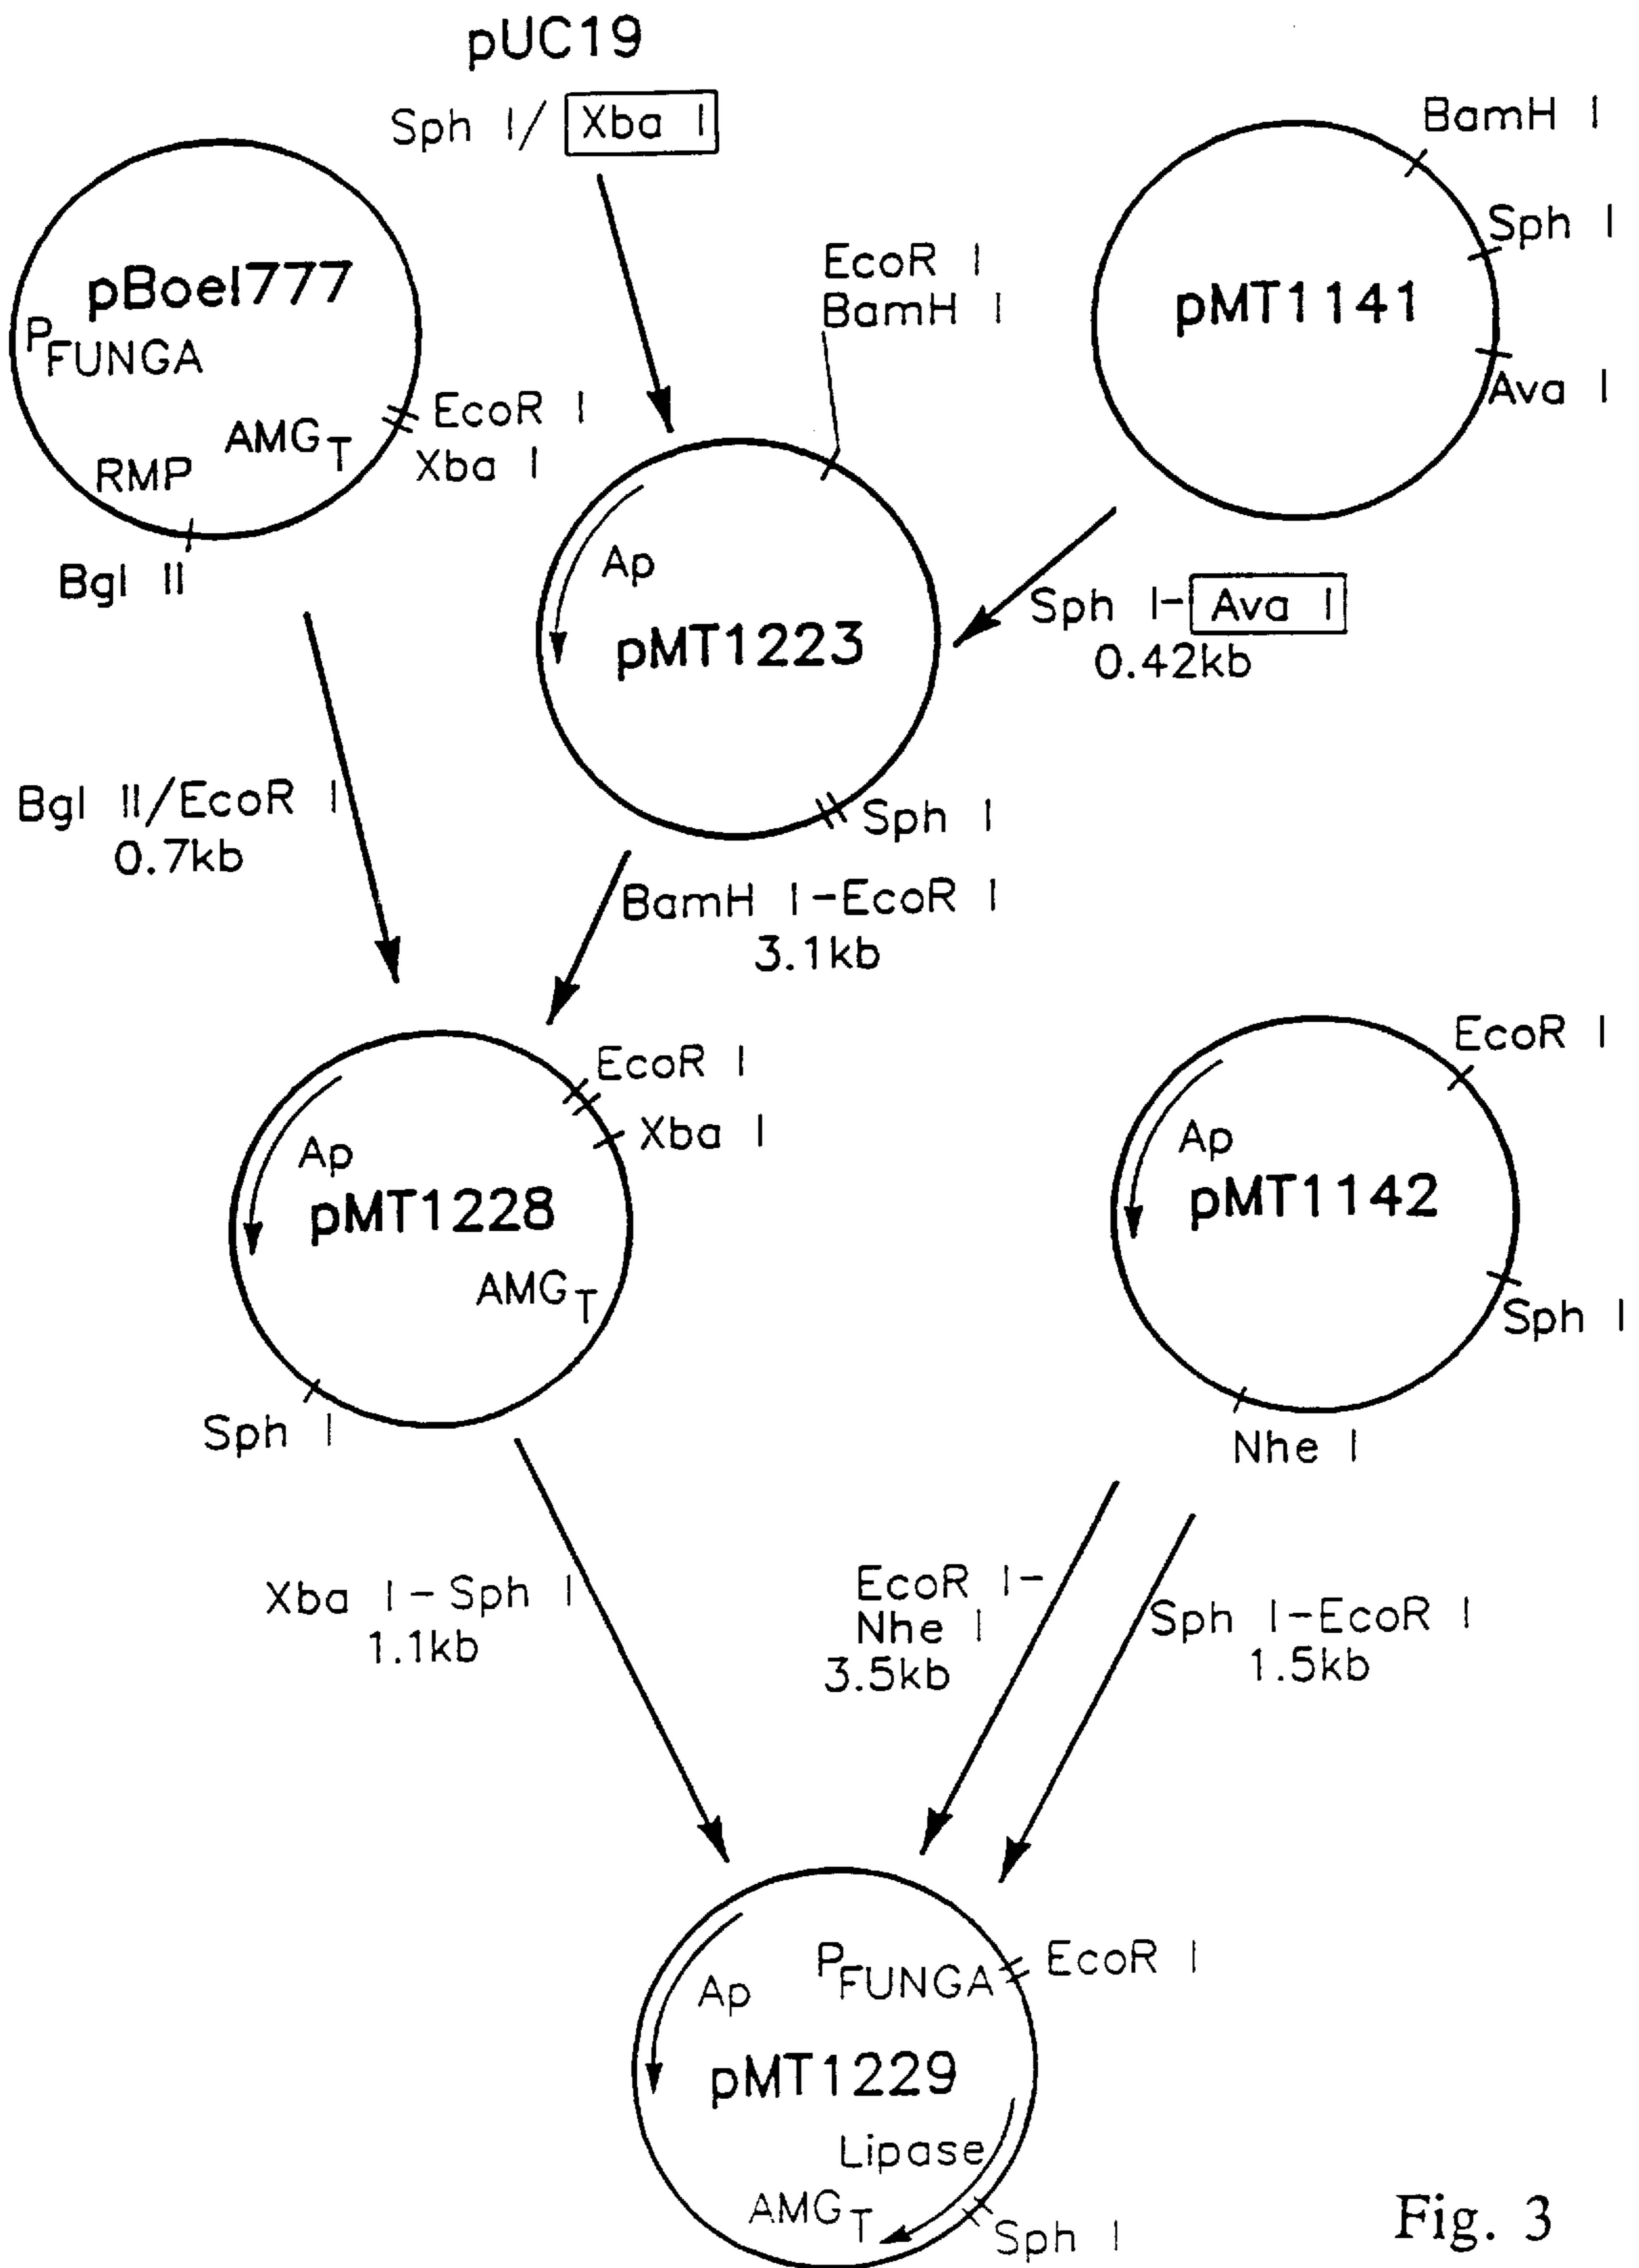 pUC19
Sph I/ Xba I
BamH I
Sph I
pMT1141
Ava I
pBoel777
PFUNGA
AMGT
RMP
EcoR I
Xba I
Bgl II
EcoR I
BamH I
Ap
pMT1223
Sph I
Sph I- Ava I
0.42kb
Bgl II/EcoR I
0.7kb
BamH I-EcoR I
3.1kb
EcoR I
Xba I
Ap
pMT1228
AMGT
Sph I
EcoR I
Ap
pMT1142
Sph I
Nhe I
Xba I-Sph I
1.1kb
EcoR I-
Nhe I
3.5kb
Sph I-EcoR I
1.5kb
PFUNGA
EcoR I
Ap
pMT1229
Lipase
AMGT
Sph I
Fig. 3